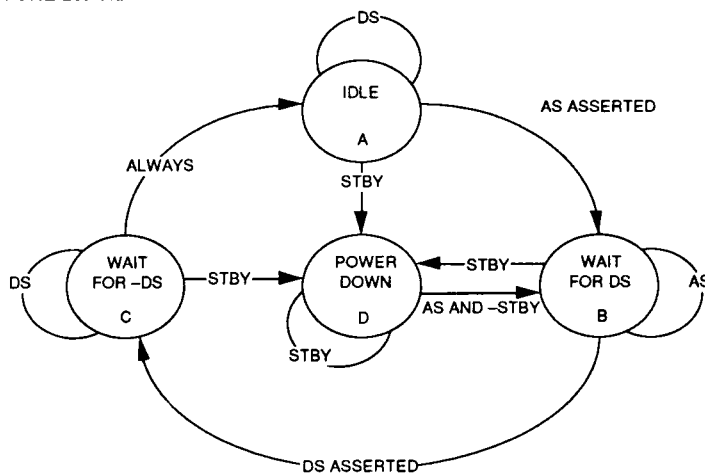 DS
IDLE
A
AS ASSERTED
ALWAYS
STBY
WAIT
FOR –DS
C
DS
STBY
POWER
DOWN
D
STBY
STBY
AS AND –STBY
WAIT
FOR DS
B
AS
DS ASSERTED